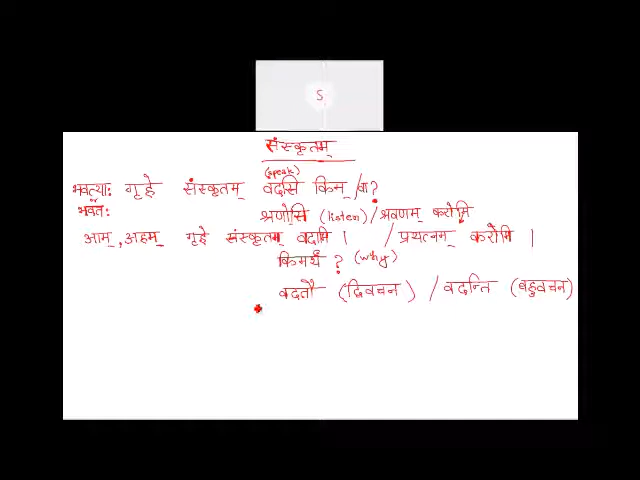 S
संस्कृतम्
(speak)
भवत्याः गृहे संस्कृतम् वदसि किम् /वा?
भवतः
श्रणोसि (listen) /श्रवणम् करोमि
आम्, अहम् गृहे संस्कृतम् वदामि । /प्रयत्नम् करोमि ।
किमर्थं ? (why)
वदतौ (द्विवचन) / वदन्ति (बहुवचन)